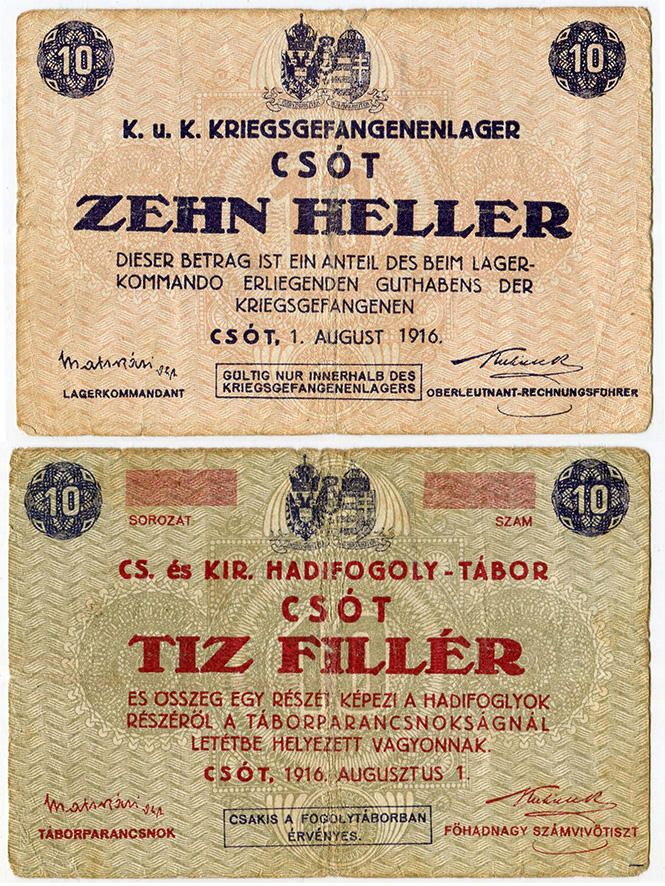 10 10
K. u. K. KRIEGSGEFANGENENLAGER
CSÓT
ZEHN HELLER
DIESER BETRAG IST EIN ANTEIL DES BEIM LAGER-
KOMMANDO ERLIEGENDEN GUTHABENS DER
KRIEGSGEFANGENEN
CSÓT, 1. AUGUST 1916.
LAGERKOMMANDANT
GÜLTIG NUR INNERHALB DES
KRIEGSGEFANGENENLAGERS
OBERLEUTNANT-RECHNUNGSFÜHRER
10 10
SOROZAT SZAM
CS. és KIR. HADIFOGOLY-TÁBOR
CSÓT
TIZ FILLÉR
ES ÖSSZEG EGY RÉSZÉT KÉPEZI A HADIFOGLYOK
RÉSZÉRŐL A TÁBORPARANCSNOKSÁGNÁL
LETÉTBE HELYEZETT VAGYONNAK.
CSÓT, 1916. AUGUSZTUS 1.
TÁBORPARANCSNOK
CSAKIS A FOGOLYTÁBORBAN
ÉRVÉNYES.
FÖHADNAGY SZÁMVIVÖTISZT